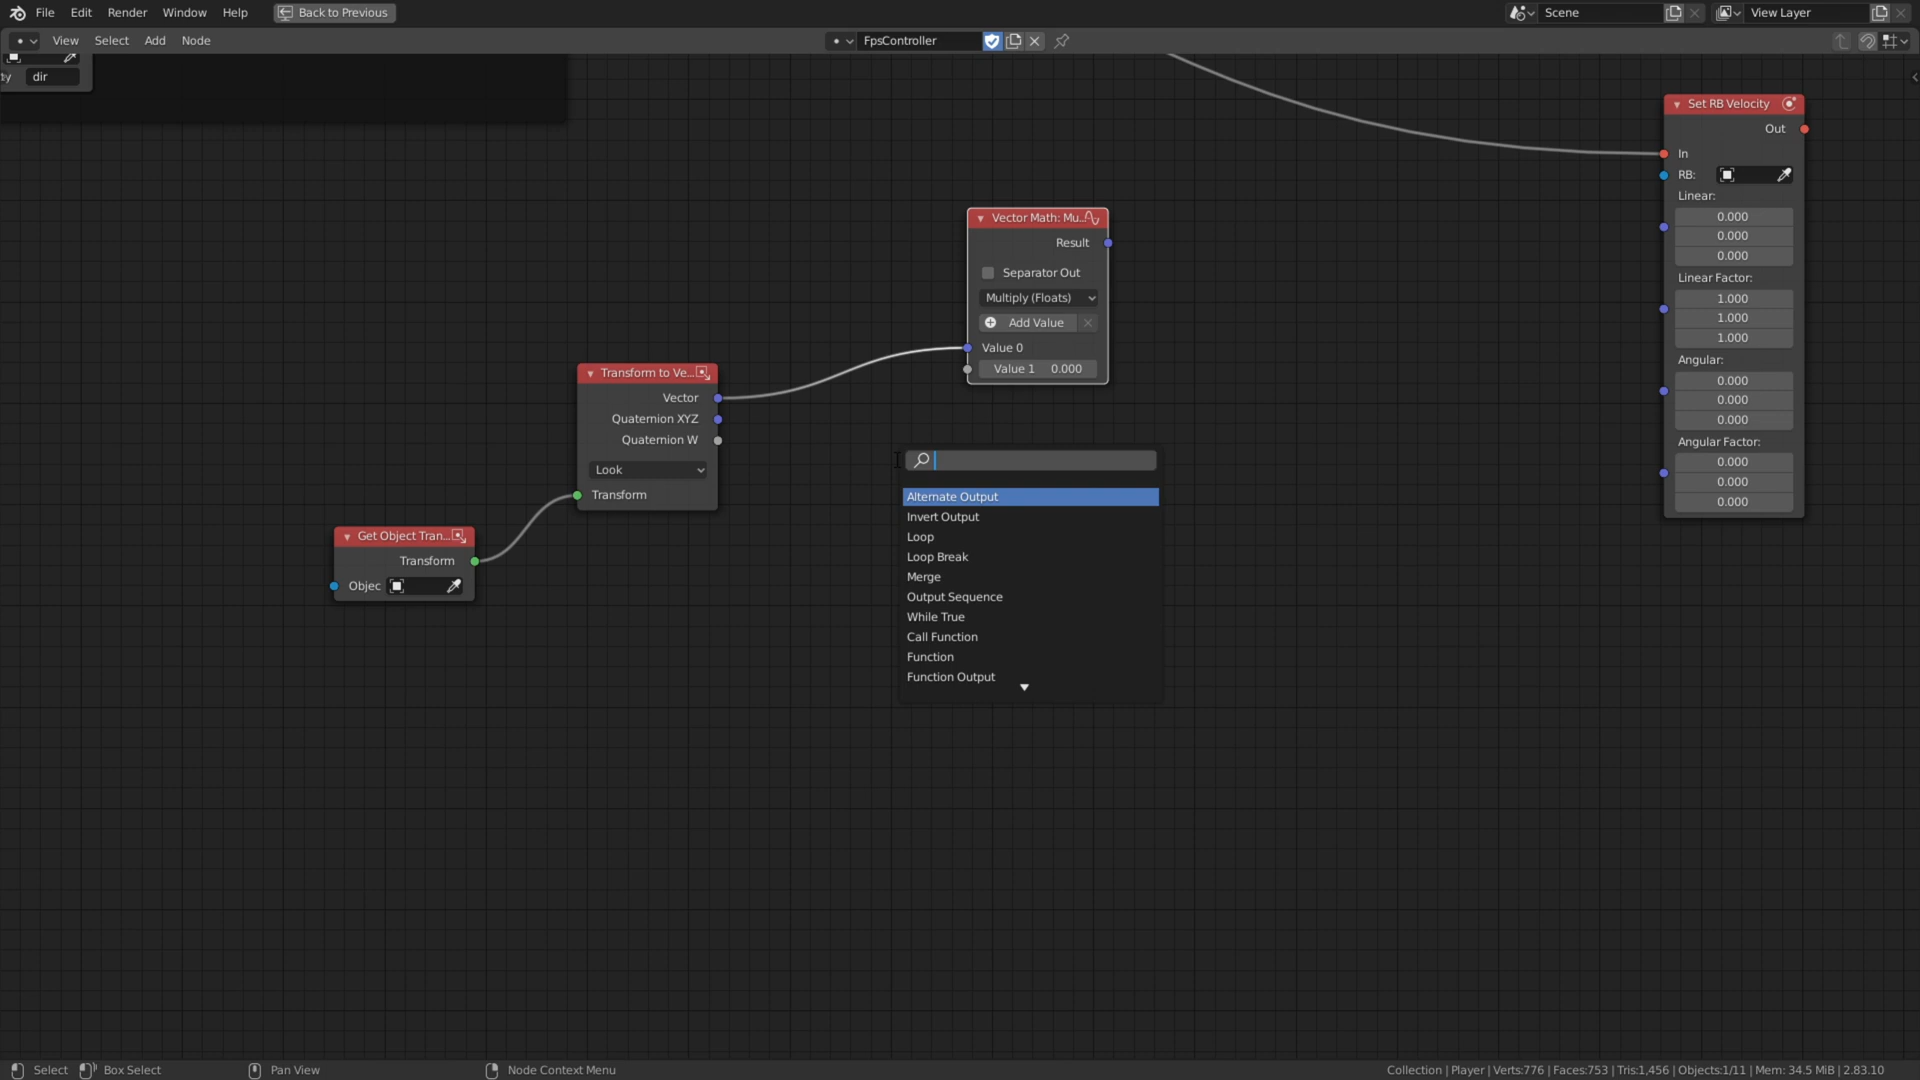 File Edit Render Window Help Back to Previous Scene View Layer
View Select Add Node FpsController
dir
Set RB Velocity
Out
In
RB:
Linear:
0.000
0.000
0.000
Linear Factor:
1.000
1.000
1.000
Angular:
0.000
0.000
0.000
Angular Factor:
0.000
0.000
0.000
Vector Math: Mu...
Result
Separator Out
Multiply (Floats)
Add Value
Value 0
Value 1 0.000
Transform to Ve...
Vector
Quaternion XYZ
Quaternion W
Look
Transform
Get Object Tran...
Transform
Objec
Alternate Output
Invert Output
Loop
Loop Break
Merge
Output Sequence
While True
Call Function
Function
Function Output
Select Box Select Pan View Node Context Menu Collection | Player | Verts:776 | Faces:753 | Tris:1,456 | Objects:1/11 | Mem: 34.5 MiB | 2.83.10